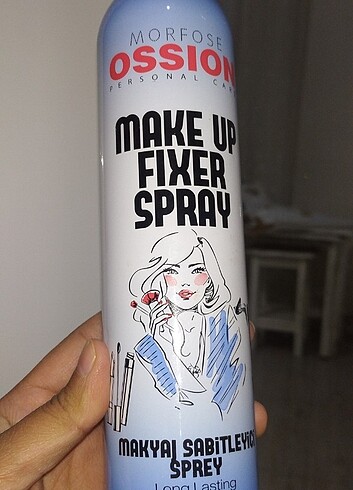 MORFOSE
OSSION
PERSONAL CARE
MAKE UP
FIXER
SPRAY
MAKYAJ SABİTLEYİCİ
SPREY
Long Lasting